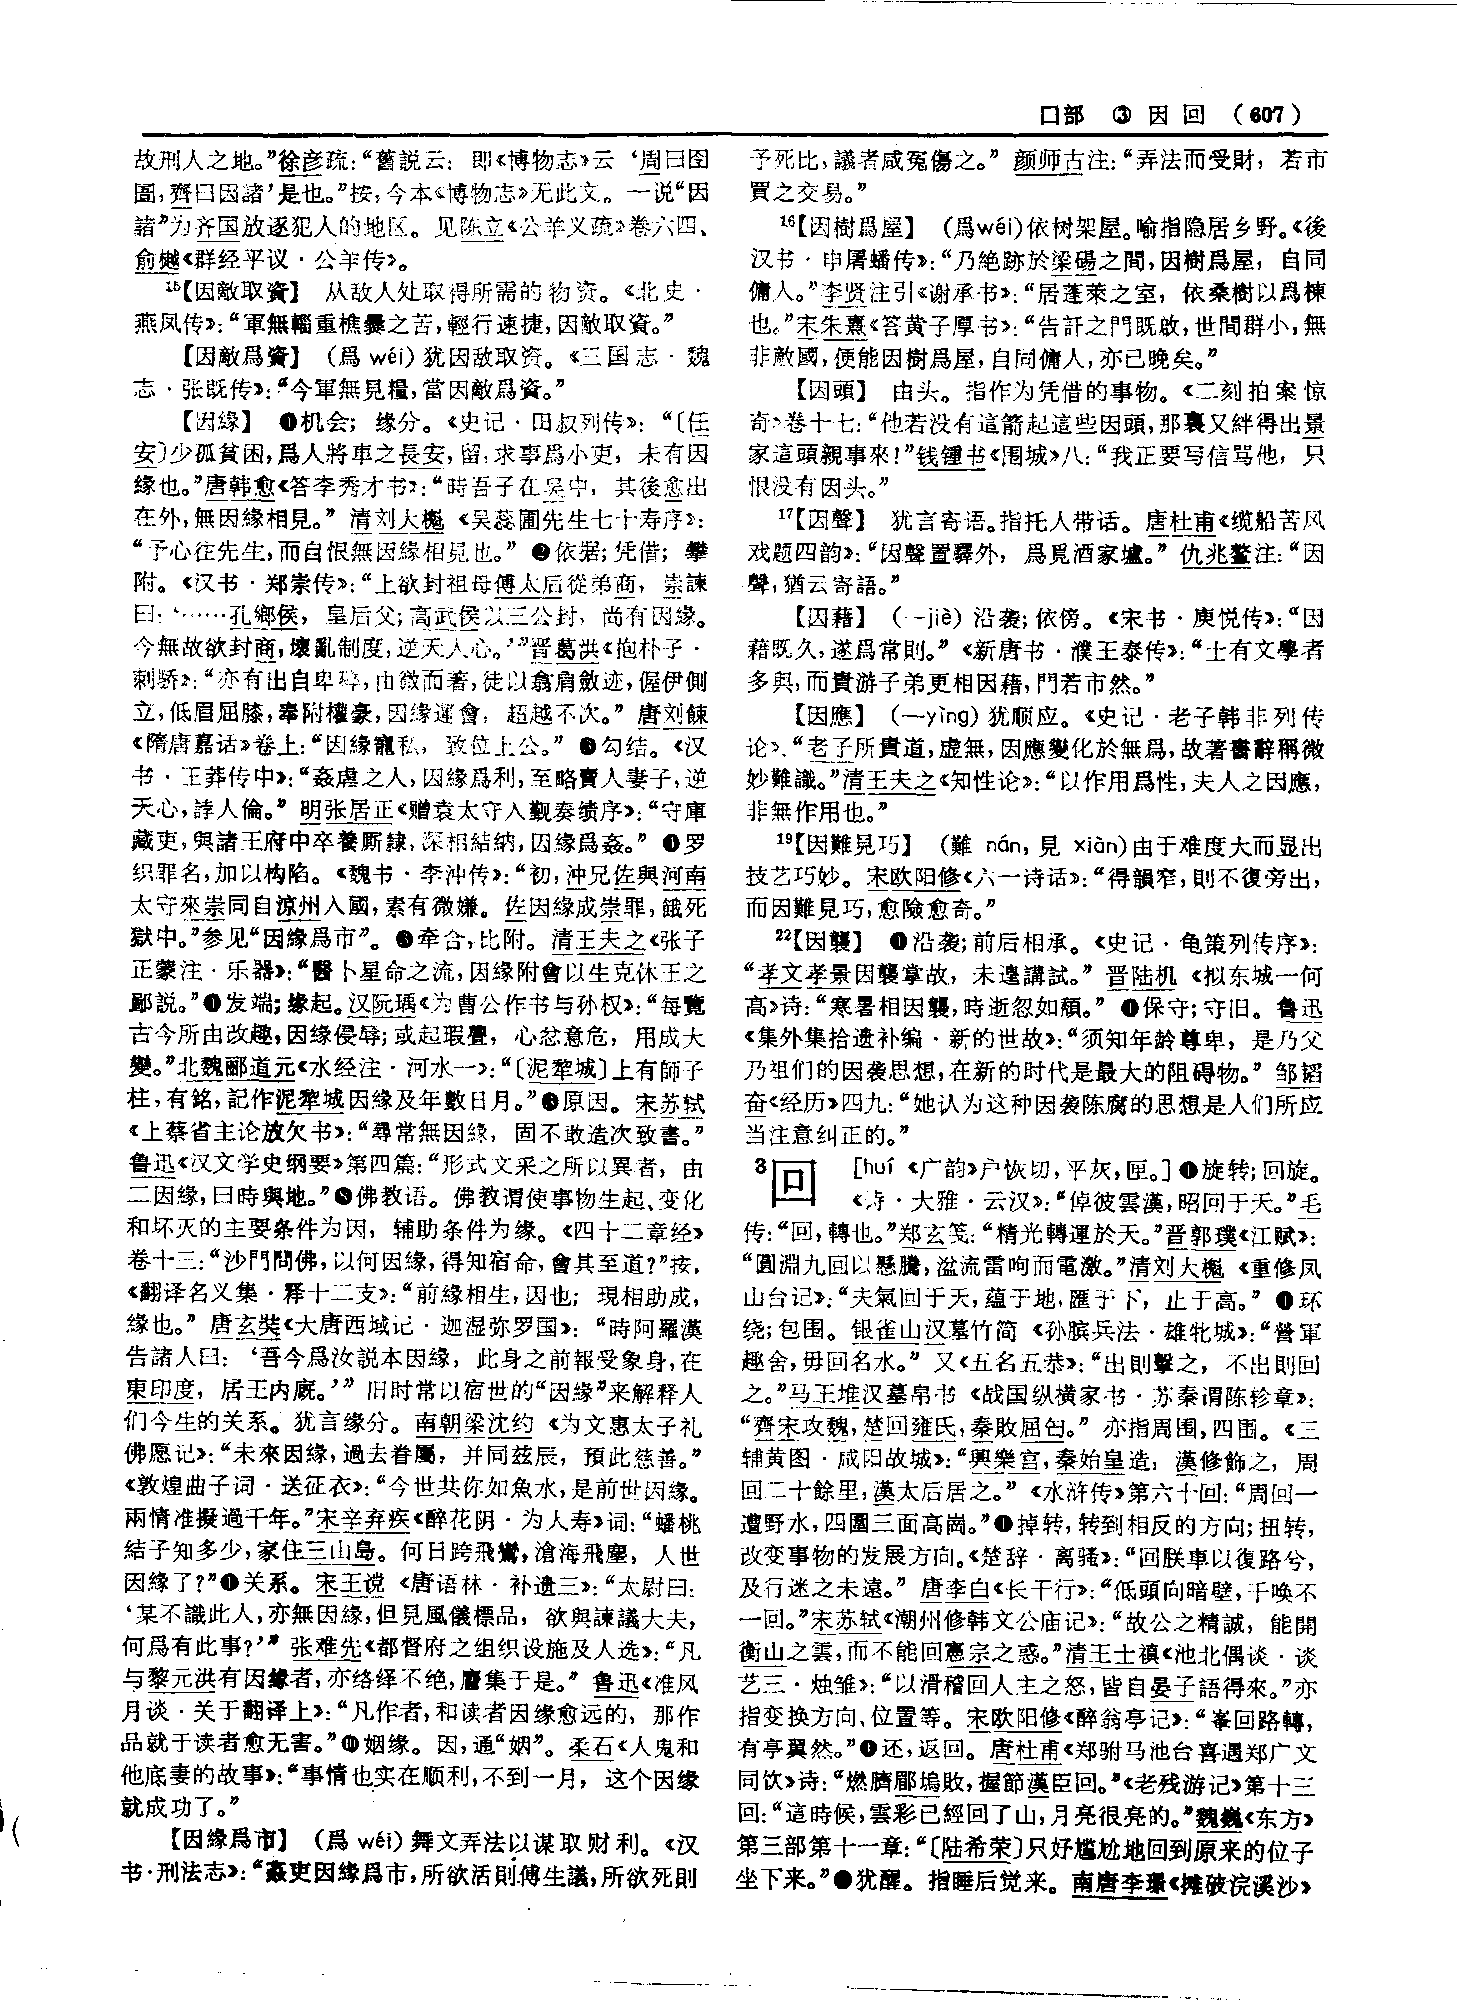 口部 ③ 因 回 （607）
故刑人之地。”徐彦疏：“舊説云：即《博物志》云‘周曰囹
圄，齊曰因諸’是也。”按，今本《博物志》无此文。一说“因
諸”为齐国放逐犯人的地区。见陈立《公羊义疏》卷六四、
俞樾《群经平议·公羊传》。
15【因敵取資】 从敌人处取得所需的物资。《北史·
燕凤传》：“軍無輜重樵爨之苦，輕行速捷，因敵取資。”
【因敵爲資】（爲 wéi）犹因敌取资。《三国志·魏
志·张既传》：“今軍無見糧，當因敵爲資。”
【因緣】 ❶机会；缘分。《史记·田叔列传》：“〔任
安〕少孤貧困，爲人將車之長安，留，求事爲小吏，未有因
緣也。”唐韩愈《答李秀才书》：“時吾子在吴中，其後愈出
在外，無因緣相見。”清刘大櫆《吴蕊圃先生七十寿序》：
“予心往先生，而自恨無因緣相見也。”❷依据；凭借；攀
附。《汉书·郑崇传》：“上欲封祖母傅太后從弟商，崇諫
曰：‘……孔鄉侯，皇后父；高武侯以三公封，尚有因緣。
今無故欲封商，壞亂制度，逆天人心。’”晋葛洪《抱朴子·
刺骄》：“亦有出自卑碎，由微而著，徒以翕肩斂迹，偓伊側
立，低眉屈膝，奉附權豪，因緣運會，超越不次。”唐刘餗
《隋唐嘉话》卷上：“因緣寵私，致位上公。”❸勾结。《汉
书·王莽传中》：“姦虐之人，因緣爲利，至略賣人妻子，逆
天心，誖人倫。”明张居正《赠袁太守入觐奏绩序》：“守庫
藏吏，與諸王府中卒養厮隸，深相結納，因緣爲姦。”❹罗
织罪名，加以构陷。《魏书·李沖传》：“初，沖兄佐與河南
太守來崇同自涼州入國，素有微嫌。佐因緣成崇罪，餓死
獄中。”参见“因緣爲市”。❺牵合，比附。清王夫之《张子
正蒙注·乐器》：“醫卜星命之流，因緣附會以生克休王之
鄙説。”❻发端；缘起。汉阮瑀《为曹公作书与孙权》：“每覽
古今所由改趣，因緣侵辱；或起瑕舋，心忿意危，用成大
變。”北魏郦道元《水经注·河水一》：“〔泥犂城〕上有師子
柱，有銘，記作泥犂城因緣及年數日月。”❼原因。宋苏轼
《上蔡省主论放欠书》：“尋常無因緣，固不敢造次致書。”
鲁迅《汉文学史纲要》第四篇：“形式文采之所以異者，由
二因緣，曰時與地。”❽佛教语。佛教谓使事物生起、变化
和坏灭的主要条件为因，辅助条件为缘。《四十二章经》
卷十三：“沙門問佛，以何因緣，得知宿命，會其至道？”按，
《翻译名义集·释十二支》：“前緣相生，因也；現相助成，
緣也。”唐玄奘《大唐西域记·迦湿弥罗国》：“時阿羅漢
告諸人曰：‘吾今爲汝説本因緣，此身之前報受象身，在
東印度，居王内廐。’”旧时常以宿世的“因缘”来解释人
们今生的关系。犹言缘分。南朝梁沈约《为文惠太子礼
佛愿记》：“未來因緣，過去眷屬，并同兹辰，預此慈善。”
《敦煌曲子词·送征衣》：“今世共你如魚水，是前世因缘。
兩情准擬過千年。”宋辛弃疾《醉花阴·为人寿》词：“蟠桃
結子知多少，家住三山島。何日跨飛鸞，滄海飛塵，人世
因緣了？”❾关系。宋王谠《唐语林·补遗三》：“太尉曰：
‘某不識此人，亦無因緣，但見風儀標品，欲與諫議大夫，
何爲有此事？’”张难先《都督府之组织设施及人选》：“凡
与黎元洪有因缘者，亦络绎不绝，麕集于是。”鲁迅《准风
月谈·关于翻译上》：“凡作者，和读者因缘愈远的，那作
品就于读者愈无害。”❿姻缘。因，通“姻”。柔石《人鬼和
他底妻的故事》：“事情也实在顺利，不到一月，这个因缘
就成功了。”
【因緣爲市】（爲 wéi）舞文弄法以谋取财利。《汉
书·刑法志》：“姦吏因緣爲市，所欲活則傅生議，所欲死則
予死比，議者咸冤傷之。”颜师古注：“弄法而受財，若市
買之交易。”
16【因樹爲屋】（爲wéi）依树架屋。喻指隐居乡野。《後
汉书·申屠蟠传》：“乃絶跡於梁碭之間，因樹爲屋，自同
傭人。”李贤注引《谢承书》：“居蓬萊之室，依桑樹以爲棟
也。”宋朱熹《答黄子厚书》：“告訐之門既啟，世間群小，無
非敵國，便能因樹爲屋，自同傭人，亦已晚矣。”
【因頭】 由头。指作为凭借的事物。《二刻拍案惊
奇》卷十七：“他若没有這箭起這些因頭，那裏又絆得出景
家這頭親事來！”钱锺书《围城》八：“我正要写信骂他，只
恨没有因头。”
17【因聲】 犹言寄语。指托人带话。唐杜甫《缆船苦风
戏题四韵》：“因聲置驛外，爲覓酒家壚。”仇兆鳌注：“因
聲，猶云寄語。”
【因藉】（—jiè）沿袭；依傍。《宋书·庾悦传》：“因
藉既久，遂爲常則。”《新唐书·濮王泰传》：“士有文學者
多與，而貴游子弟更相因藉，門若市然。”
【因應】（—yìng）犹顺应。《史记·老子韩非列传
论》：“老子所貴道，虚無，因應變化於無爲，故著書辭稱微
妙難識。”清王夫之《知性论》：“以作用爲性，夫人之因應，
非無作用也。”
19【因難見巧】（難 nán，見 xiàn）由于难度大而显出
技艺巧妙。宋欧阳修《六一诗话》：“得韻窄，則不復旁出，
而因難見巧，愈險愈奇。”
22【因襲】 ❶沿袭；前后相承。《史记·龟策列传序》：
“孝文孝景因襲掌故，未遑講試。”晋陆机《拟东城一何
高》诗：“寒暑相因襲，時逝忽如頽。”❷保守；守旧。鲁迅
《集外集拾遗补编·新的世故》：“须知年龄尊卑，是乃父
乃祖们的因袭思想，在新的时代是最大的阻碍物。”邹韬
奋《经历》四九：“她认为这种因袭陈腐的思想是人们所应
当注意纠正的。”
3回 ［huí《广韵》户恢切，平灰，匣。］❶旋转；回旋。
《诗·大雅·云汉》：“倬彼雲漢，昭回于天。”毛
传：“回，轉也。”郑玄笺：“精光轉運於天。”晋郭璞《江赋》：
“圓淵九回以懸騰，湓流雷呴而電激。”清刘大櫆《重修凤
山台记》：“夫氣回于天，藴于地，匯于下，止于高。”❷环
绕；包围。银雀山汉墓竹简《孙膑兵法·雄牝城》：“營軍
趣舍，毋回名水。”又《五名五恭》：“出則擊之，不出則回
之。”马王堆汉墓帛书《战国纵横家书·苏秦谓陈轸章》：
“齊宋攻魏，楚回雍氏，秦敗屈匄。”亦指周围，四围。《三
辅黄图·咸阳故城》：“興樂宫，秦始皇造，漢修飾之，周
回二十餘里，漢太后居之。”《水浒传》第六十回：“周回一
遭野水，四圍三面高崗。”❸掉转，转到相反的方向；扭转，
改变事物的发展方向。《楚辞·离骚》：“回朕車以復路兮，
及行迷之未遠。”唐李白《长干行》：“低頭向暗壁，千唤不
一回。”宋苏轼《潮州修韩文公庙记》：“故公之精誠，能開
衡山之雲，而不能回憲宗之惑。”清王士禛《池北偶谈·谈
艺三·烛雏》：“以滑稽回人主之怒，皆自晏子語得來。”亦
指变换方向、位置等。宋欧阳修《醉翁亭记》：“峯回路轉，
有亭翼然。”❹还，返回。唐杜甫《郑驸马池台喜遇郑广文
同饮》诗：“燃臍郿塢敗，握節漢臣回。”《老残游记》第十三
回：“這時候，雲彩已經回了山，月亮很亮的。”魏巍《东方》
第三部第十一章：“〔陆希荣〕只好尴尬地回到原来的位子
坐下来。”❺犹醒。指睡后觉来。南唐李璟《摊破浣溪沙》